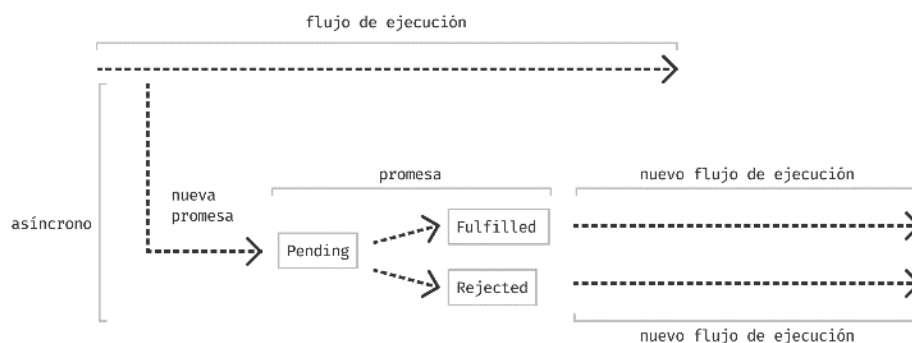 flujo de ejecución
promesa
nuevo flujo de ejecución
nueva
promesa
asíncrono
Fulfilled
Pending
Rejected
nuevo flujo de ejecución